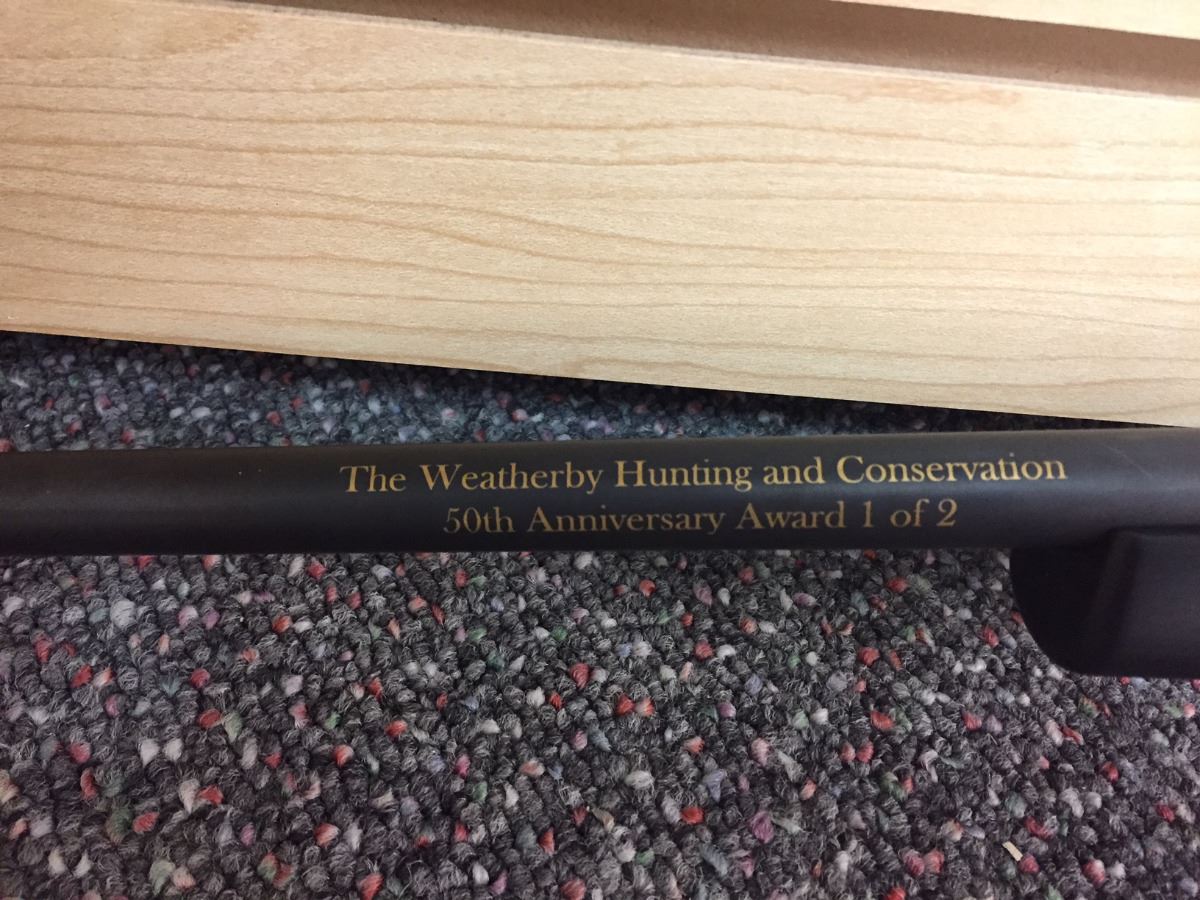 The Weatherby Hunting and Conservation
50th Anniversary Award 1 of 2